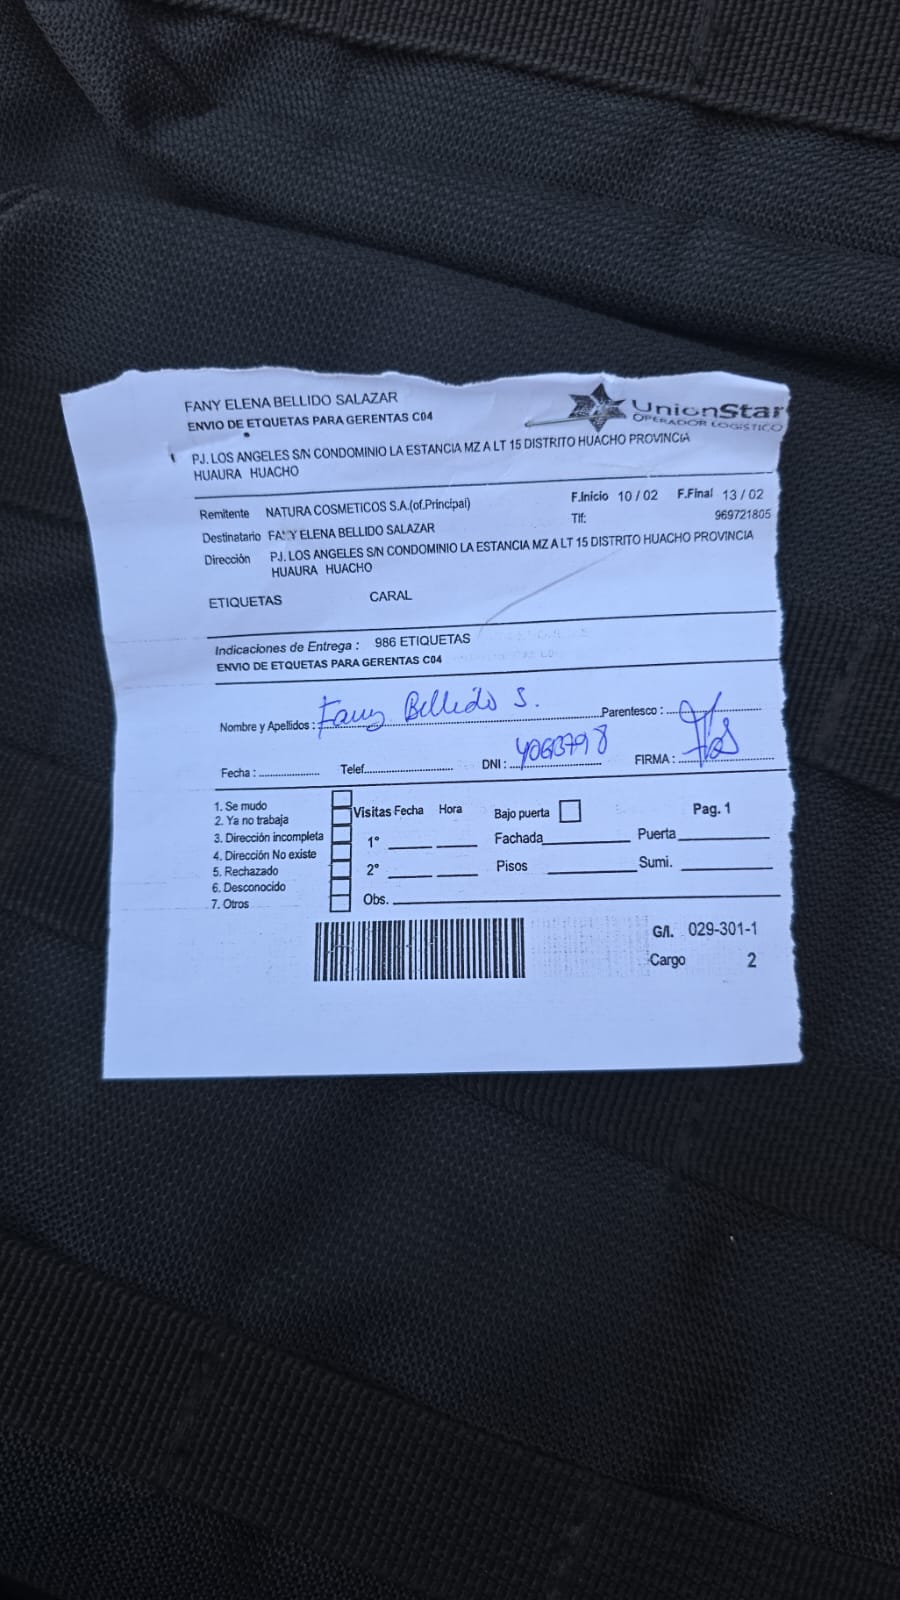 FANY ELENA BELLIDO SALAZAR
ENVIO DE ETQUETAS PARA GERENTAS C04
UnionStar
OPERADOR LOGISTICO
PJ. LOS ANGELES S/N CONDOMINIO LA ESTANCIA MZ A LT 15 DISTRITO HUACHO PROVINCIA
HUAURA HUACHO
Remitente NATURA COSMETICOS S.A.(of.Principal) F.Inicio 10 / 02 F.Final 13 / 02
Tlf: 969721805
Destinatario FANY ELENA BELLIDO SALAZAR
Dirección PJ. LOS ANGELES S/N CONDOMINIO LA ESTANCIA MZ A LT 15 DISTRITO HUACHO PROVINCIA
HUAURA HUACHO
ETIQUETAS CARAL
Indicaciones de Entrega : 986 ETIQUETAS
ENVIO DE ETQUETAS PARA GERENTAS C04
Nombre y Apellidos : Fany Bellido S. Parentesco :
Fecha : Telef. DNI : FIRMA :
1. Se mudo
2. Ya no trabaja
3. Dirección incompleta
4. Dirección No existe
5. Rechazado
6. Desconocido
7. Otros
Visitas Fecha Hora Bajo puerta Pag. 1
1° Fachada Puerta
2° Pisos Sumi.
Obs.
G/I. 029-301-1
Cargo 2